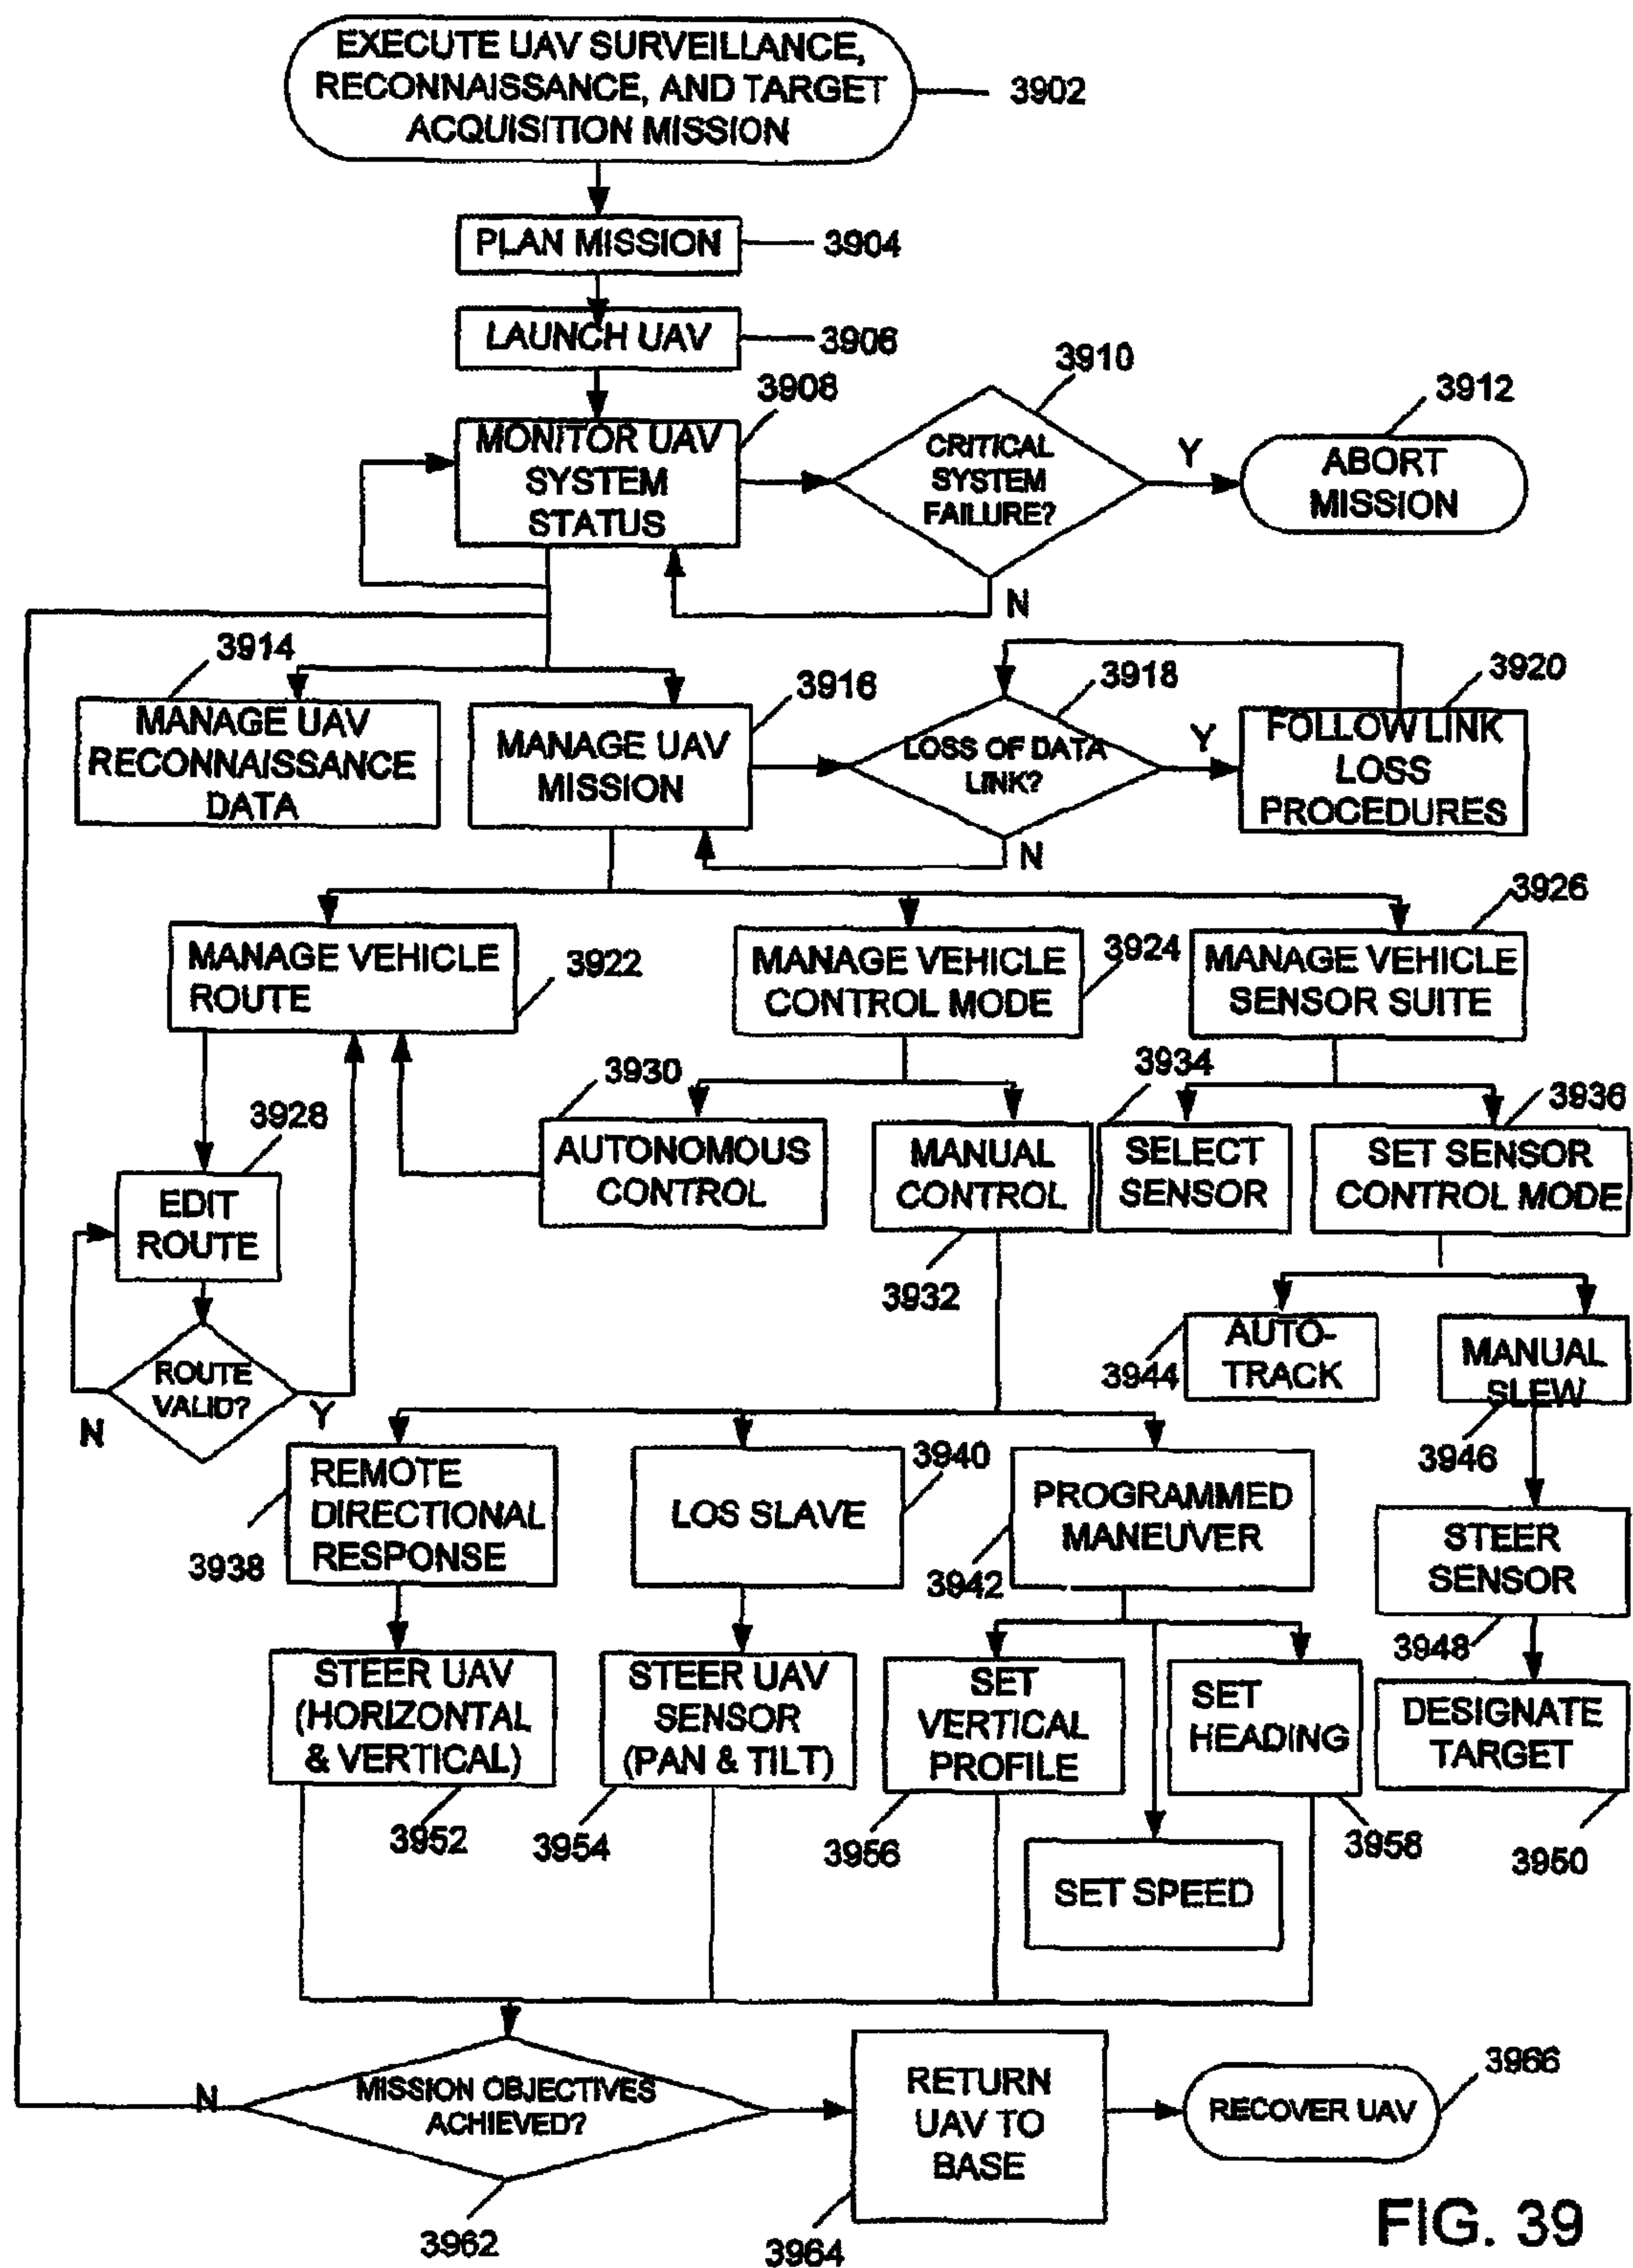 EXECUTE UAV SURVEILLANCE,
RECONNAISSANCE, AND TARGET
ACQUISITION MISSION
3902
PLAN MISSION
3904
LAUNCH UAV
3906
3908
MONITOR UAV
SYSTEM
STATUS
3910
CRITICAL
SYSTEM
FAILURE?
Y
N
3912
ABORT
MISSION
3914
MANAGE UAV
RECONNAISSANCE
DATA
3916
MANAGE UAV
MISSION
3918
LOSS OF DATA
LINK?
Y
N
3920
FOLLOW LINK
LOSS
PROCEDURES
MANAGE VEHICLE
ROUTE
3922
MANAGE VEHICLE
CONTROL MODE
3924
3926
MANAGE VEHICLE
SENSOR SUITE
3928
EDIT
ROUTE
ROUTE
VALID?
N
Y
3930
AUTONOMOUS
CONTROL
MANUAL
CONTROL
3932
3934
SELECT
SENSOR
3936
SET SENSOR
CONTROL MODE
AUTO-
TRACK
3944
MANUAL
SLEW
3946
REMOTE
DIRECTIONAL
RESPONSE
3938
LOS SLAVE
3940
PROGRAMMED
MANEUVER
3942
STEER
SENSOR
3948
STEER UAV
(HORIZONTAL
& VERTICAL)
3952
STEER UAV
SENSOR
(PAN & TILT)
3954
SET
VERTICAL
PROFILE
3956
SET
HEADING
3958
DESIGNATE
TARGET
3950
SET SPEED
N
MISSION OBJECTIVES
ACHIEVED?
3962
RETURN
UAV TO
BASE
3964
RECOVER UAV
3966
FIG. 39